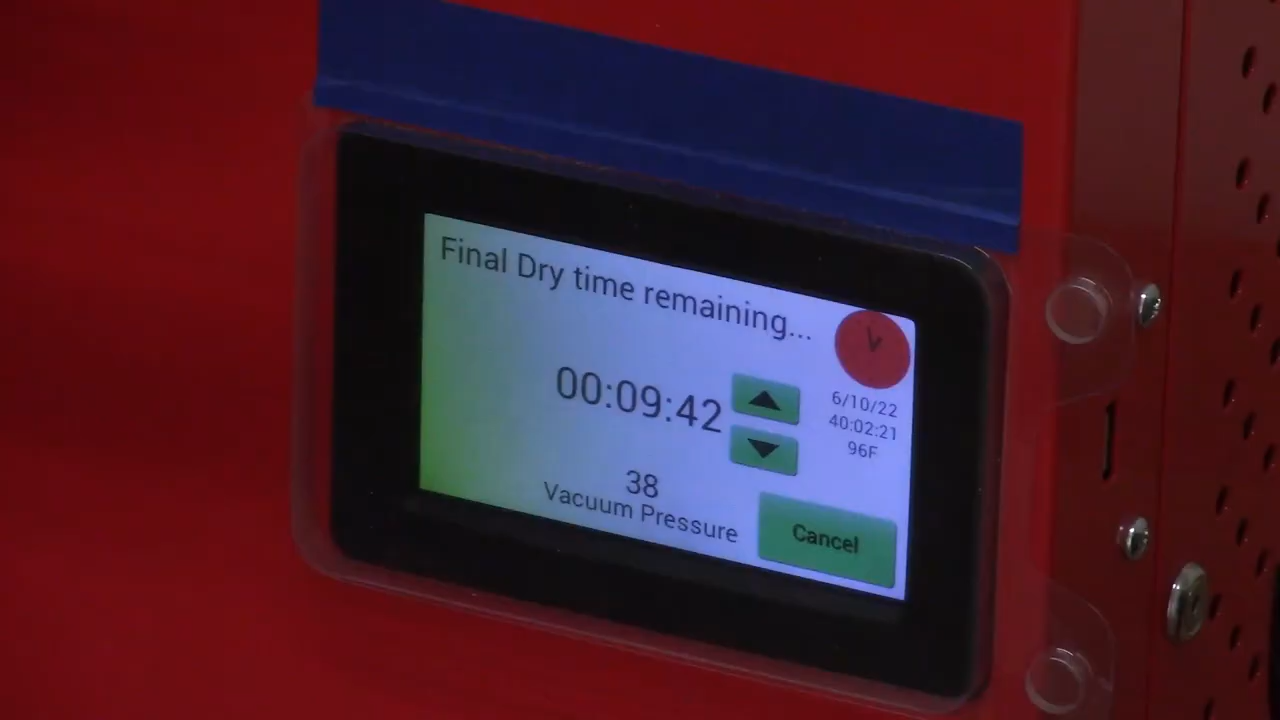 Final Dry time remaining...
00:09:42
6/10/22
40:02:21
96F
38
Vacuum Pressure
Cancel